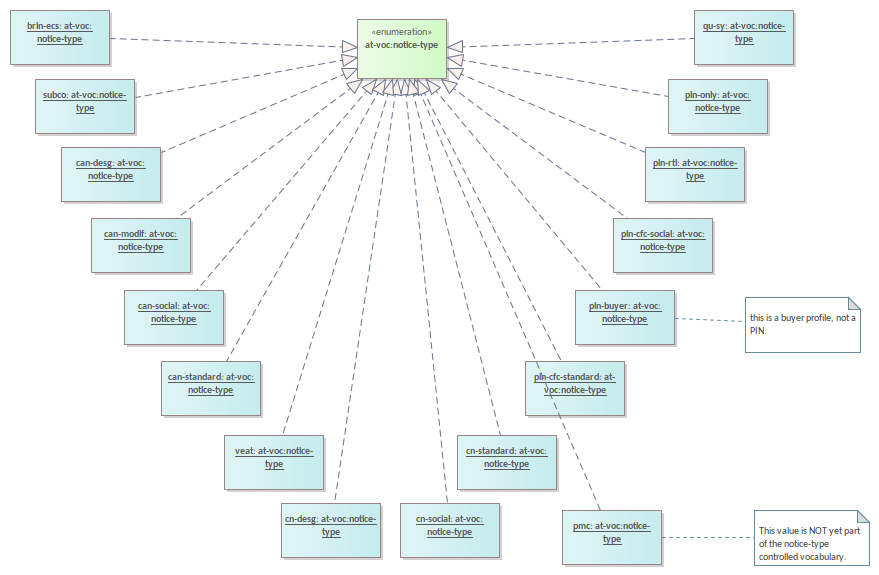 brin-ecs: at-voc:
notice-type
«enumeration»
at-voc:notice-type
qu-sy: at-voc:notice-
type
subco: at-voc:notice-
type
pin-only: at-voc:
notice-type
can-desg: at-voc:
notice-type
pin-rtl: at-voc:notice-
type
can-modif: at-voc:
notice-type
pin-cfc-social: at-voc:
notice-type
can-social: at-voc:
notice-type
pin-buyer: at-voc:
notice-type
this is a buyer profile, not a
PIN.
can-standard: at-voc:
notice-type
pin-cfc-standard: at-
voc:notice-type
veat: at-voc:notice-
type
cn-standard: at-voc:
notice-type
cn-desg: at-voc:notice-
type
cn-social: at-voc:
notice-type
pmc: at-voc:notice-
type
This value is NOT yet part
of the notice-type
controlled vocabulary.